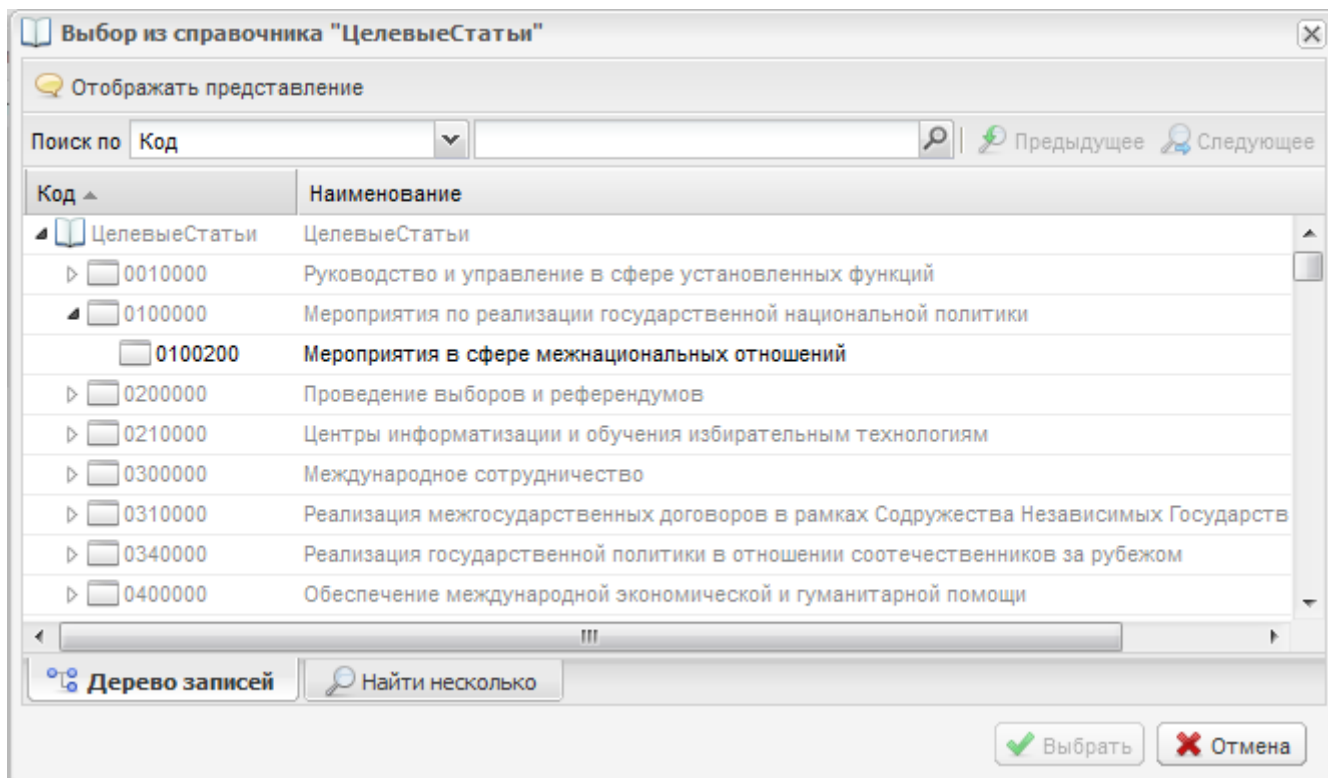 Выбор из справочника "ЦелевыеСтатьи"
Отображать представление
Поиск по Код Предыдущее Следующее
Код Наименование
ЦелевыеСтатьи ЦелевыеСтатьи
0010000 Руководство и управление в сфере установленных функций
0100000 Мероприятия по реализации государственной национальной политики
0100200 Мероприятия в сфере межнациональных отношений
0200000 Проведение выборов и референдумов
0210000 Центры информатизации и обучения избирательным технологиям
0300000 Международное сотрудничество
0310000 Реализация межгосударственных договоров в рамках Содружества Независимых Государств
0340000 Реализация государственной политики в отношении соотечественников за рубежом
0400000 Обеспечение международной экономической и гуманитарной помощи
Дерево записей Найти несколько
Выбрать Отмена